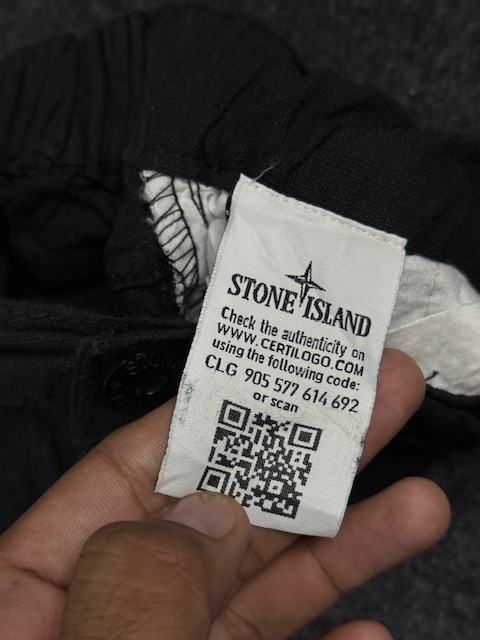 STONE ISLAND
Check the authenticity on
WWW.CERTILOGO.COM
using the following code:
CLG 905 577 614 692
or scan